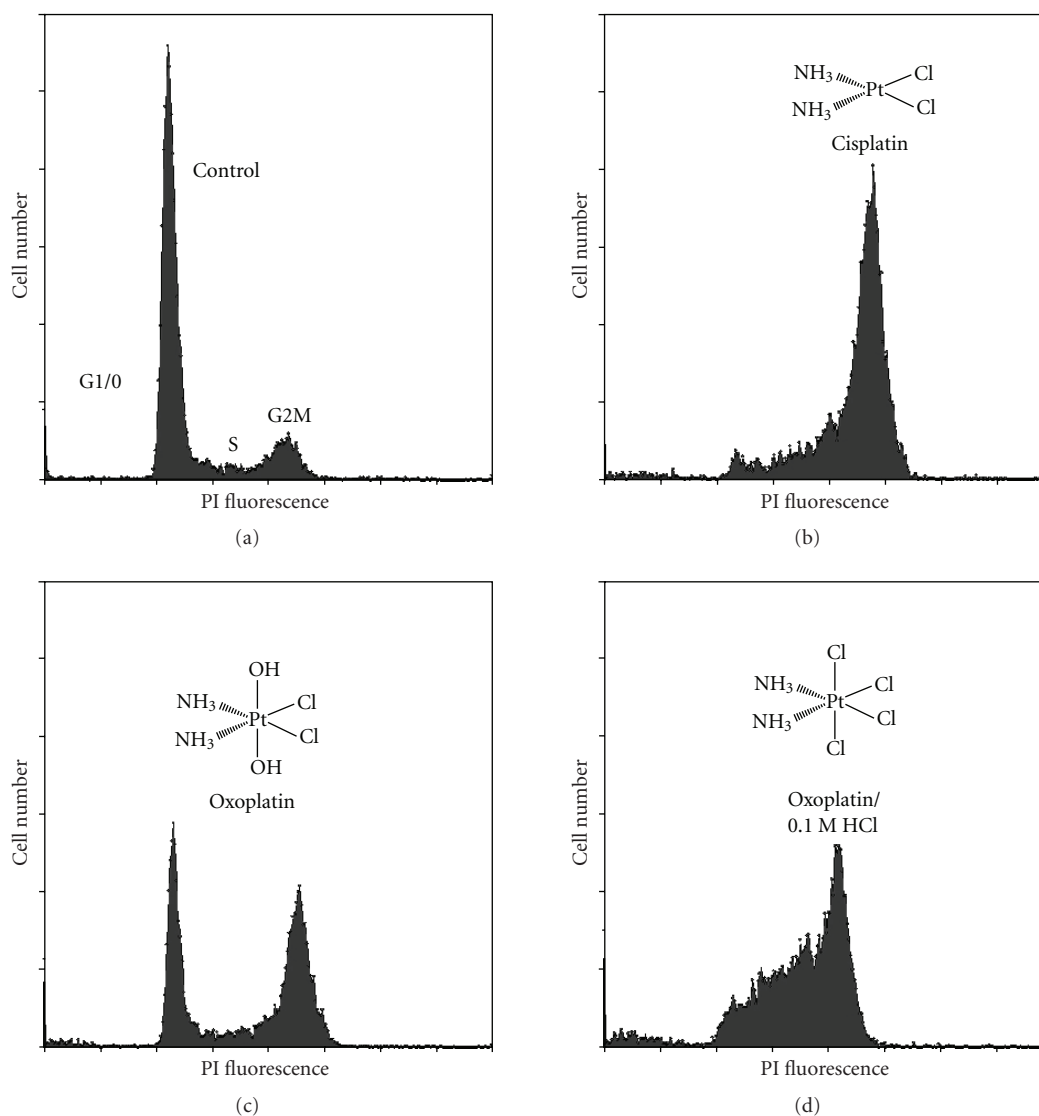 Cell number
Control
G1/0
S
G2M
PI fluorescence
(a)
Cell number
NH3
NH3
Pt
Cl
Cl
Cisplatin
PI fluorescence
(b)
Cell number
OH
NH3
NH3
Pt
Cl
Cl
OH
Oxoplatin
PI fluorescence
(c)
Cell number
Cl
NH3
NH3
Pt
Cl
Cl
Cl
Oxoplatin/
0.1 M HCl
PI fluorescence
(d)